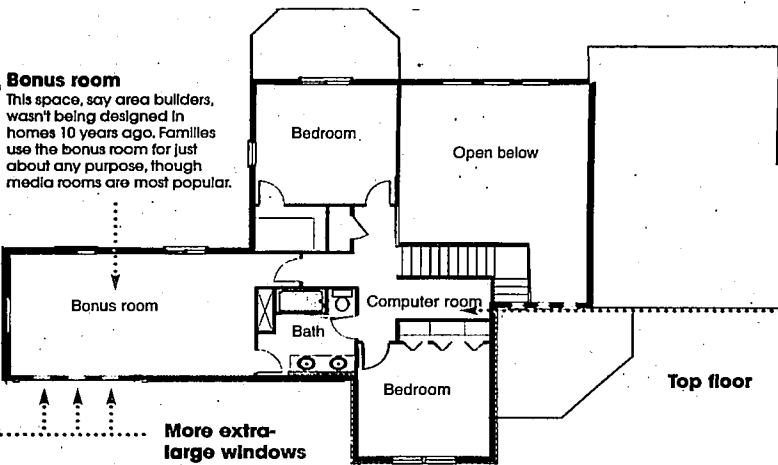 Bonus room
This space, say area builders,
wasn't being designed in
homes 10 years ago. Families
use the bonus room for just
about any purpose, though
media rooms are most popular.
Bedroom
Open below
Bonus room
Computer room
Bath
Bedroom
Top floor
More extra-
large windows